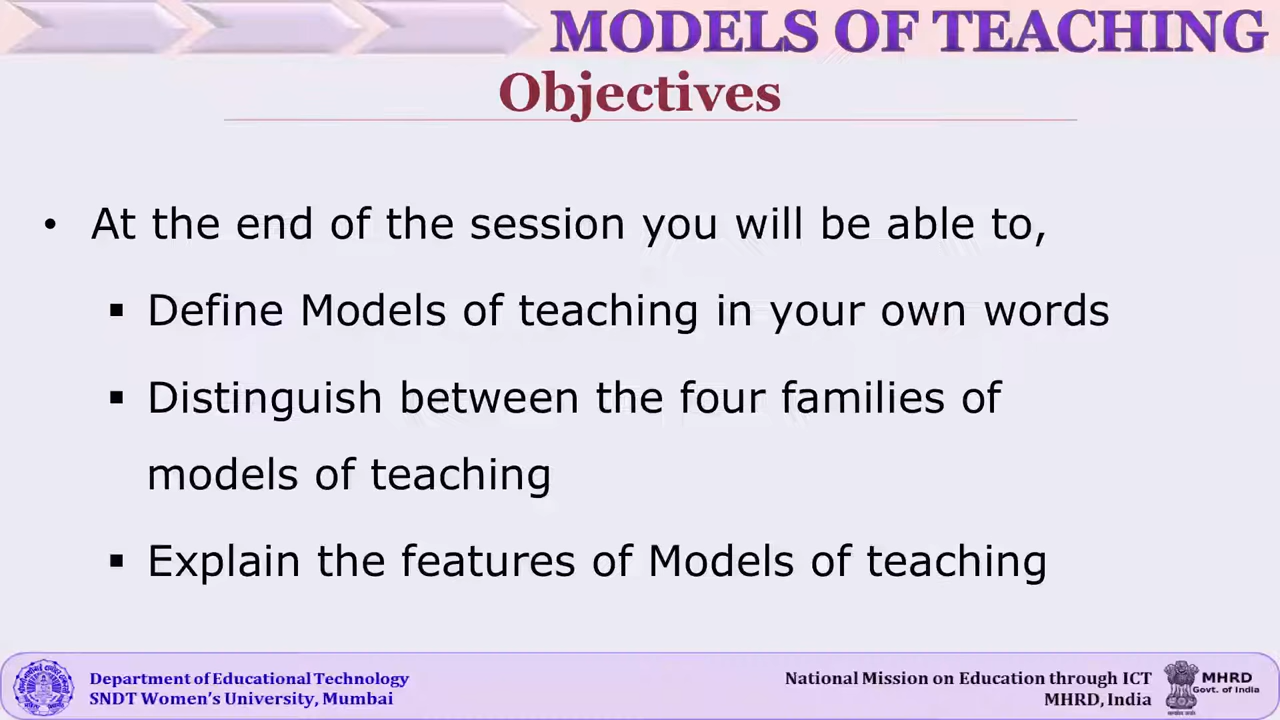 MODELS OF TEACHING
Objectives
• At the end of the session you will be able to,
▪ Define Models of teaching in your own words
▪ Distinguish between the four families of
models of teaching
▪ Explain the features of Models of teaching
Department of Educational Technology
SNDT Women's University, Mumbai
National Mission on Education through ICT
MHRD, India
MHRD
Govt. of India